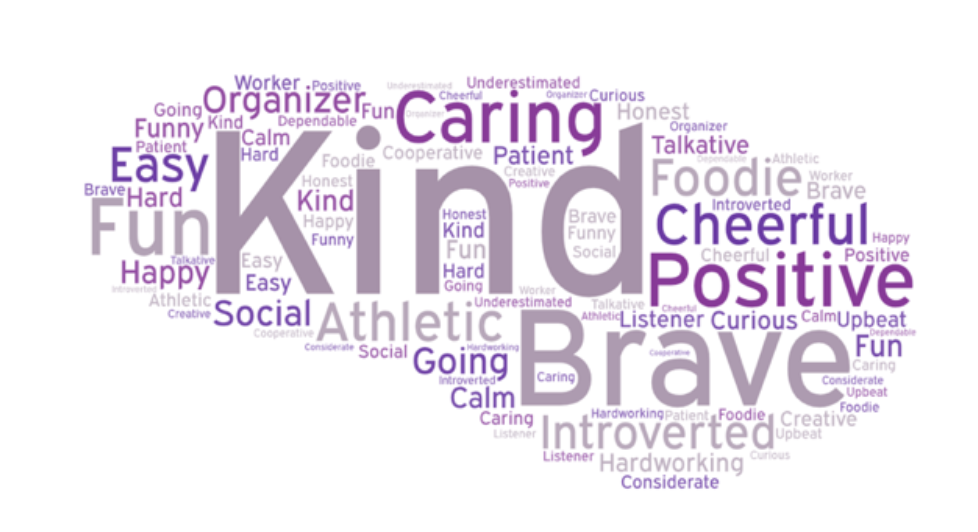 Worker Positive Underestimated Underestimated
Going Organizer Fun Organizer Cheerful Caring Organizer Curious
Funny Kind Dependable Honest
Patient Calm Organizer
Easy Hard Foodie Cooperative Patient Talkative
Kind
Brave Hard Honest Creative Positive Foodie Dependable Athletic Worker Brave
Fun Kind Happy Funny Honest Kind Fun Brave Funny Social Cheerful Introverted Happy
Talkative Easy Cheerful Positive
Happy Easy Hard Going Positive
Introverted Athletic Creative Worker Underestimated Talkative Cheerful
Social Athletic Athletic Listener Curious Calm Upbeat
Cooperative Brave Dependable
Considerate Social Hardworking Cooperative Fun
Going Caring
Introverted Caring Considerate
Calm Upbeat
Caring Hardworking Patient Foodie Creative Foodie
Listener Introverted Upbeat
Listener Hardworking Curious
Considerate